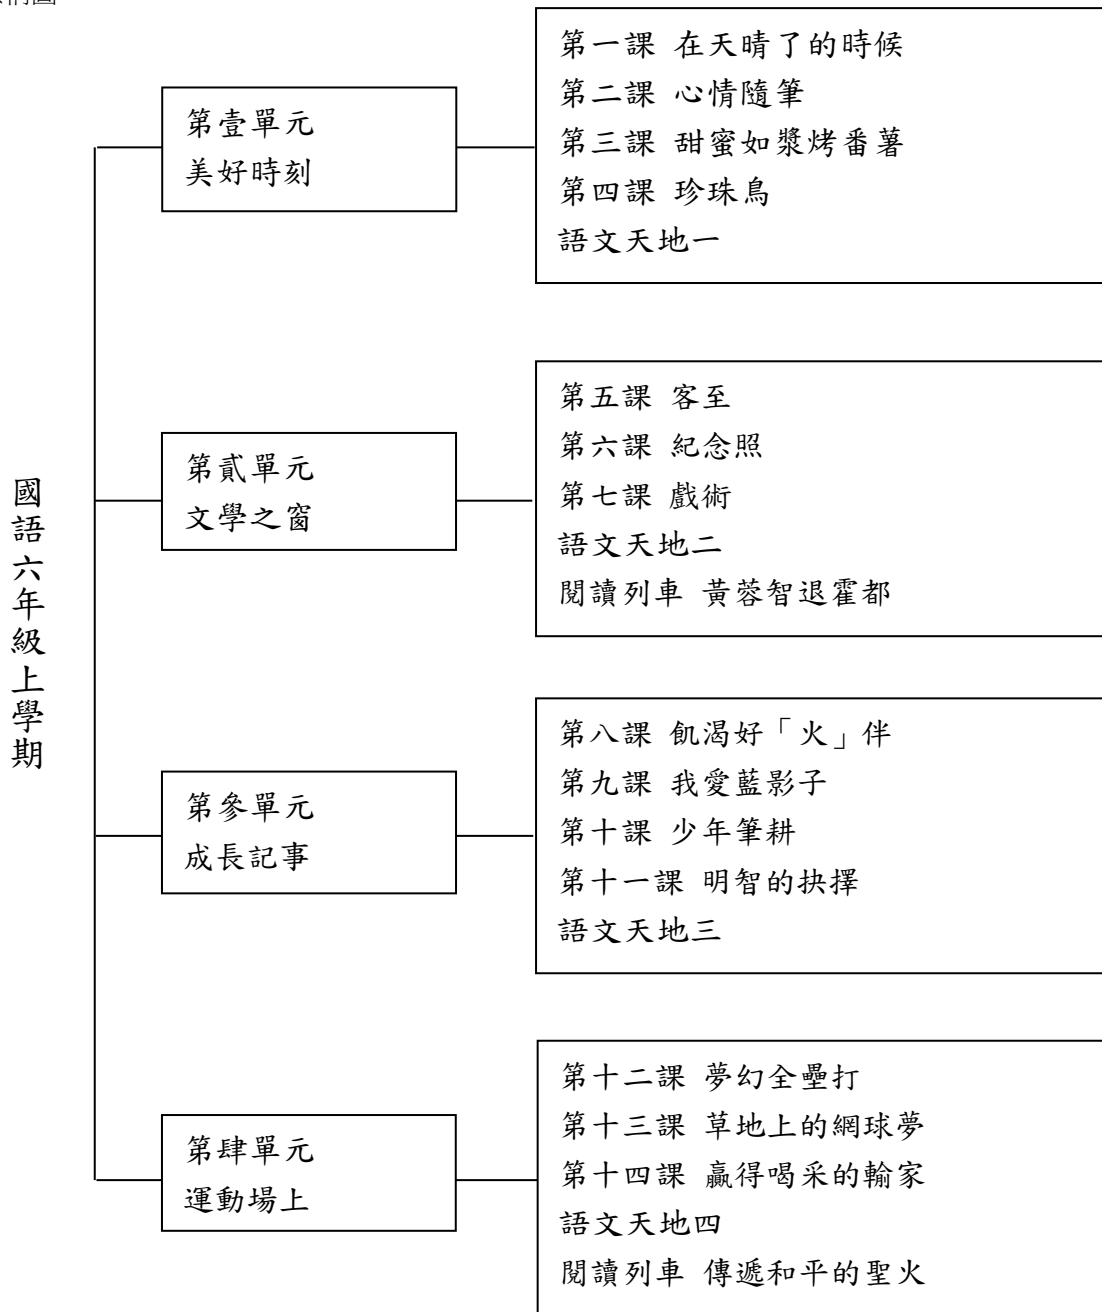 國語六年級上學期
第壹單元
美好時刻
第一課 在天晴了的時候
第二課 心情隨筆
第三課 甜蜜如漿烤番薯
第四課 珍珠鳥
語文天地一
第貳單元
文學之窗
第五課 客至
第六課 紀念照
第七課 戲術
語文天地二
閱讀列車 黃蓉智退霍都
第參單元
成長記事
第八課 飢渴好「火」伴
第九課 我愛藍影子
第十課 少年筆耕
第十一課 明智的抉擇
語文天地三
第肆單元
運動場上
第十二課 夢幻全壘打
第十三課 草地上的網球夢
第十四課 贏得喝采的輸家
語文天地四
閱讀列車 傳遞和平的聖火